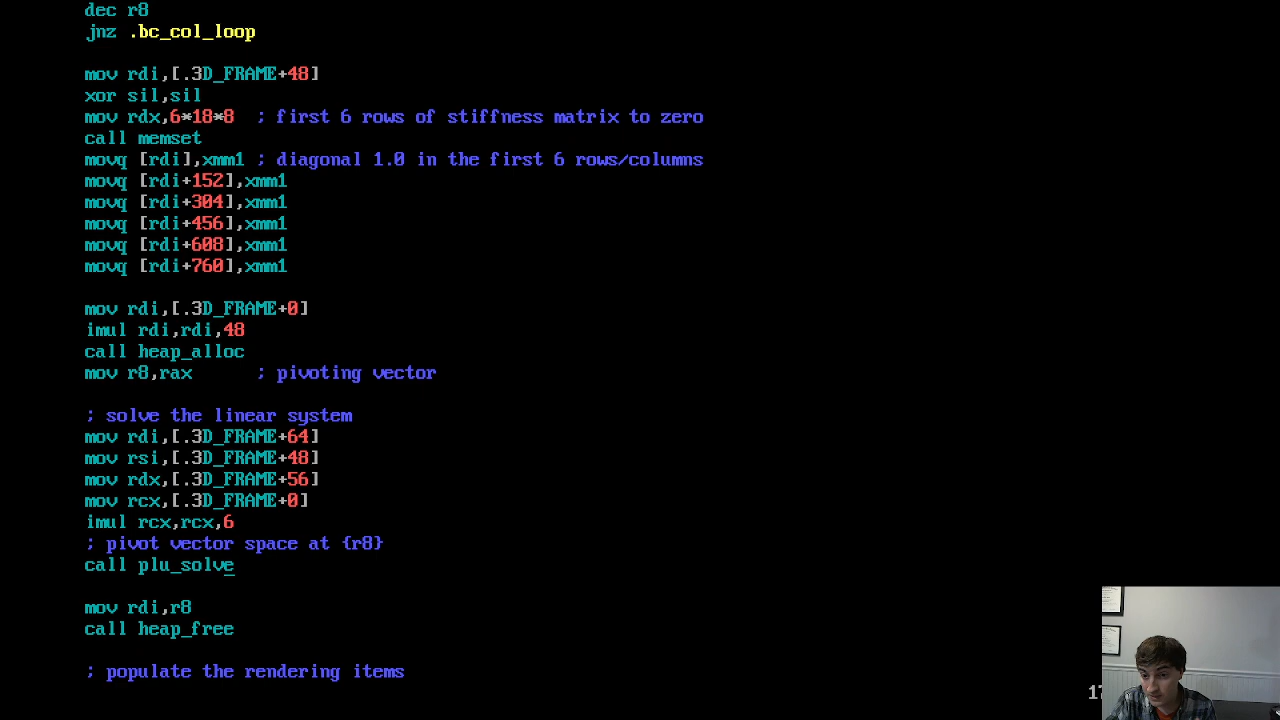 dec r8
jnz .bc_col_loop
mov rdi,[.3D_FRAME+48]
xor sil,sil
mov rdx,6*18*8  ; first 6 rows of stiffness matrix to zero
call memset
movq [rdi],xmm1 ; diagonal 1.0 in the first 6 rows/columns
movq [rdi+152],xmm1
movq [rdi+304],xmm1
movq [rdi+456],xmm1
movq [rdi+608],xmm1
movq [rdi+760],xmm1
mov rdi,[.3D_FRAME+0]
imul rdi,rdi,48
call heap_alloc
mov r8,rax      ; pivoting vector
; solve the linear system
mov rdi,[.3D_FRAME+64]
mov rsi,[.3D_FRAME+48]
mov rdx,[.3D_FRAME+56]
mov rcx,[.3D_FRAME+0]
imul rcx,rcx,6
; pivot vector space at {r8}
call plu_solve
mov rdi,r8
call heap_free
; populate the rendering items